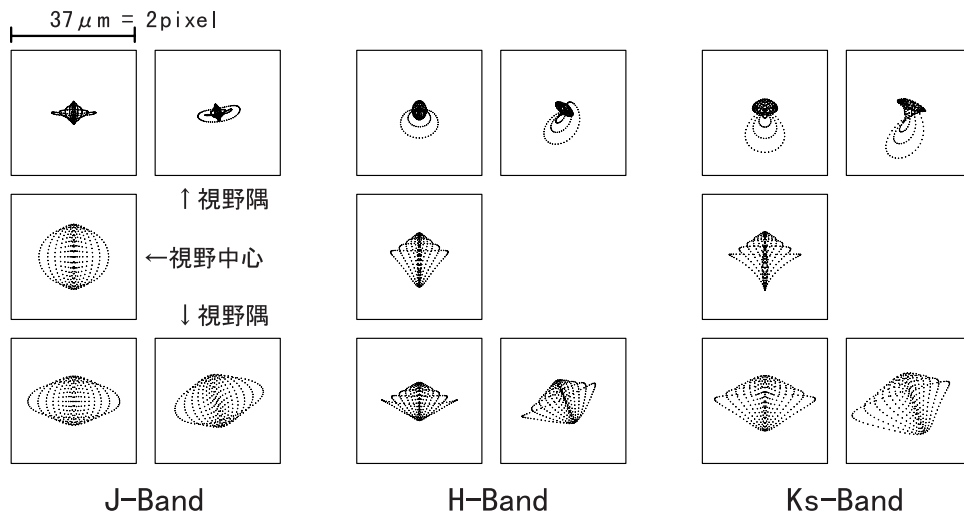 37μm = 2pixel
↑視野隅
←視野中心
↓視野隅
J-Band
H-Band
Ks-Band